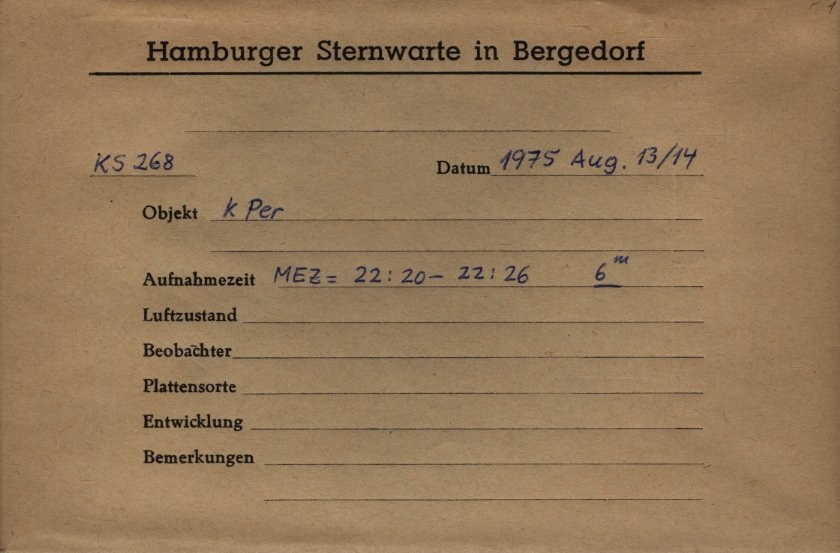 Hamburger Sternwarte in Bergedorf
KS 268 Datum 1975 Aug. 13/14
Objekt K Per
Aufnahmezeit MEZ = 22:20 – 22:26 6 m
Luftzustand
Beobachter
Plattensorte
Entwicklung
Bemerkungen